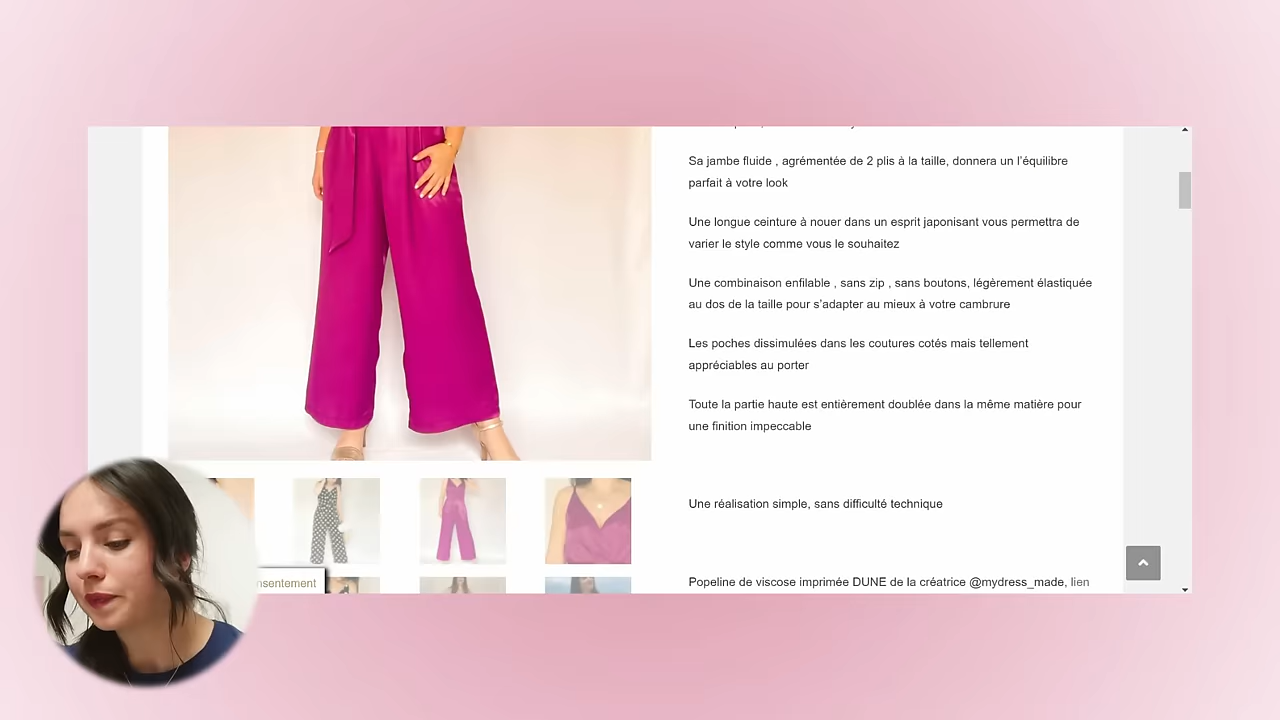 Sa jambe fluide , agrémentée de 2 plis à la taille, donnera un l'équilibre
parfait à votre look
Une longue ceinture à nouer dans un esprit japonisant vous permettra de
varier le style comme vous le souhaitez
Une combinaison enfilable , sans zip , sans boutons, légèrement élastiquée
au dos de la taille pour s'adapter au mieux à votre cambrure
Les poches dissimulées dans les coutures cotés mais tellement
appréciables au porter
Toute la partie haute est entièrement doublée dans la même matière pour
une finition impeccable
Une réalisation simple, sans difficulté technique
Popeline de viscose imprimée DUNE de la créatrice @mydress_made, lien
nsentement